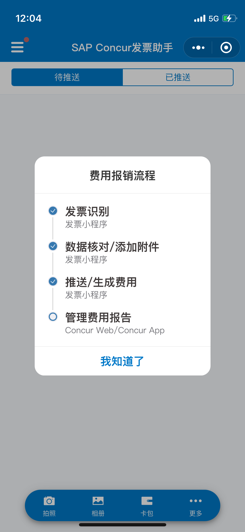 12:04
5G
SAP Concur发票助手
待推送
已推送
费用报销流程
发票识别
发票小程序
数据核对/添加附件
发票小程序
推送/生成费用
发票小程序
管理费用报告
Concur Web/Concur App
我知道了
拍照
相册
卡包
更多